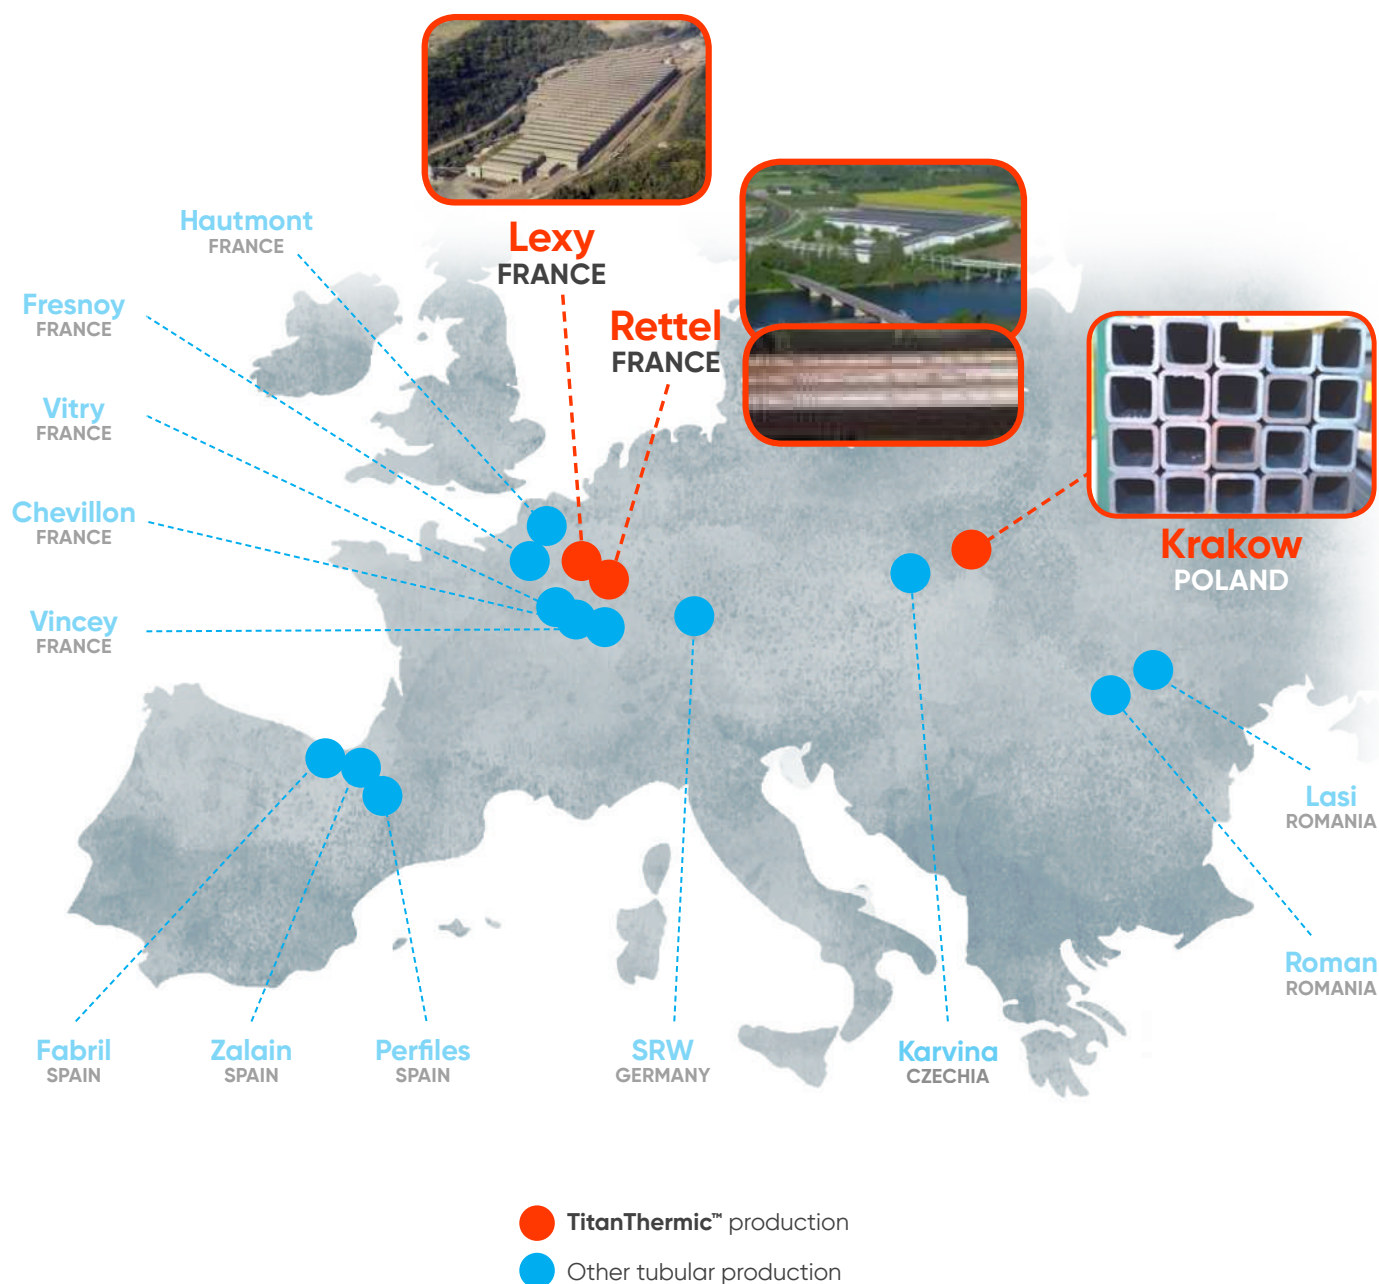 Hautmont
FRANCE
Lexy
FRANCE
Fresnoy
FRANCE
Rettel
FRANCE
Vitry
FRANCE
Chevillon
FRANCE
Krakow
POLAND
Vincey
FRANCE
Lasi
ROMANIA
Roman
ROMANIA
Fabril
SPAIN
Zalain
SPAIN
Perfiles
SPAIN
SRW
GERMANY
Karvina
CZECHIA
TitanThermic™ production
Other tubular production